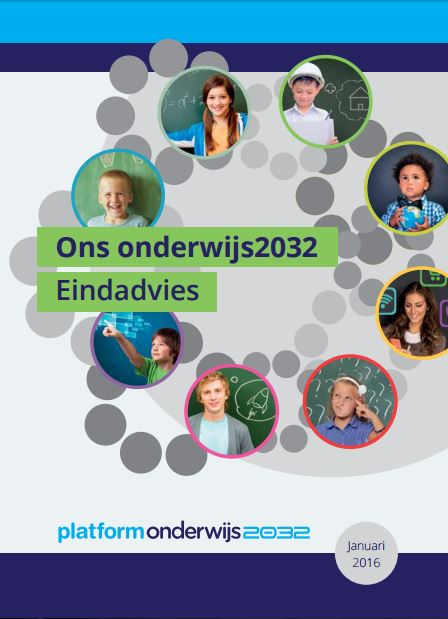 Ons onderwijs2032
Eindadvies
platformonderwijs2032
Januari
2016